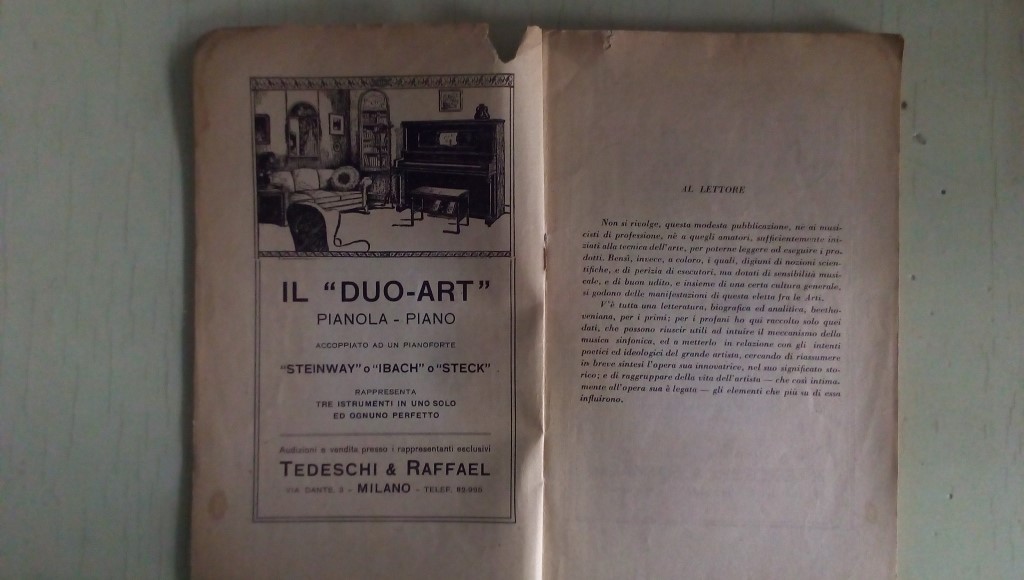 IL "DUO-ART"
PIANOLA - PIANO
ACCOPPIATO AD UN PIANOFORTE
"STEINWAY" o "IBACH" o "STECK"
RAPPRESENTA
TRE ISTRUMENTI IN UNO SOLO
ED OGNUNO PERFETTO
Audizioni e vendita presso i rappresentanti esclusivi
TEDESCHI & RAFFAEL
VIA DANTE, - MILANO - TELEF.
AL LETTORE
Non si rivolge, questa modesta pubblicazione, nè ai musi-
cisti di professione, nè a quegli amatori, sufficientemente ini-
ziati alla tecnica dell'arte, per poterne leggere od eseguire i pro-
dotti. Bensì, invece, a coloro, i quali, digiuni di nozioni scien-
tifiche, e di perizia di esecutori, ma dotati di sensibilità musi-
cale, e di buon udito, e insieme di una certa cultura generale,
si godono delle manifestazioni di questa eletta fra le Arti.
V'è tutta una letteratura, biografica ed analitica, beetho-
veniana, per i primi; per i profani ho qui raccolto solo quei
dati, che possono riuscir utili ad intuire il meccanismo della
musica sinfonica, ed a metterlo in relazione con gli intenti
poetici ed ideologici del grande artista, cercando di riassumere
in breve sintesi l'opera sua innovatrice, nel suo significato sto-
rico; e di raggruppare della vita dell'artista — che così intima-
mente all'opera sua è legata — gli elementi che più su di essa
influirono.